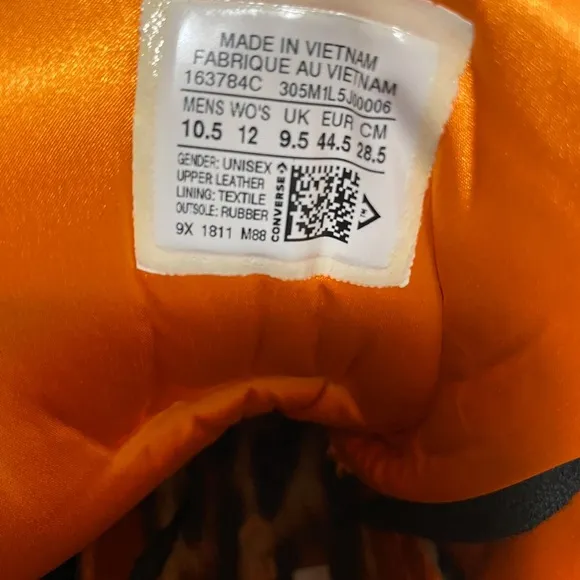 MADE IN VIETNAM
FABRIQUE AU VIETNAM
163784C 305M1L5J00006
MENS WO'S UK EUR CM
10.5 12 9.5 44.5 28.5
GENDER: UNISEX
UPPER LEATHER
LINING: TEXTILE
OUTSOLE: RUBBER
9X 1811 M88
CONVERSE
TM